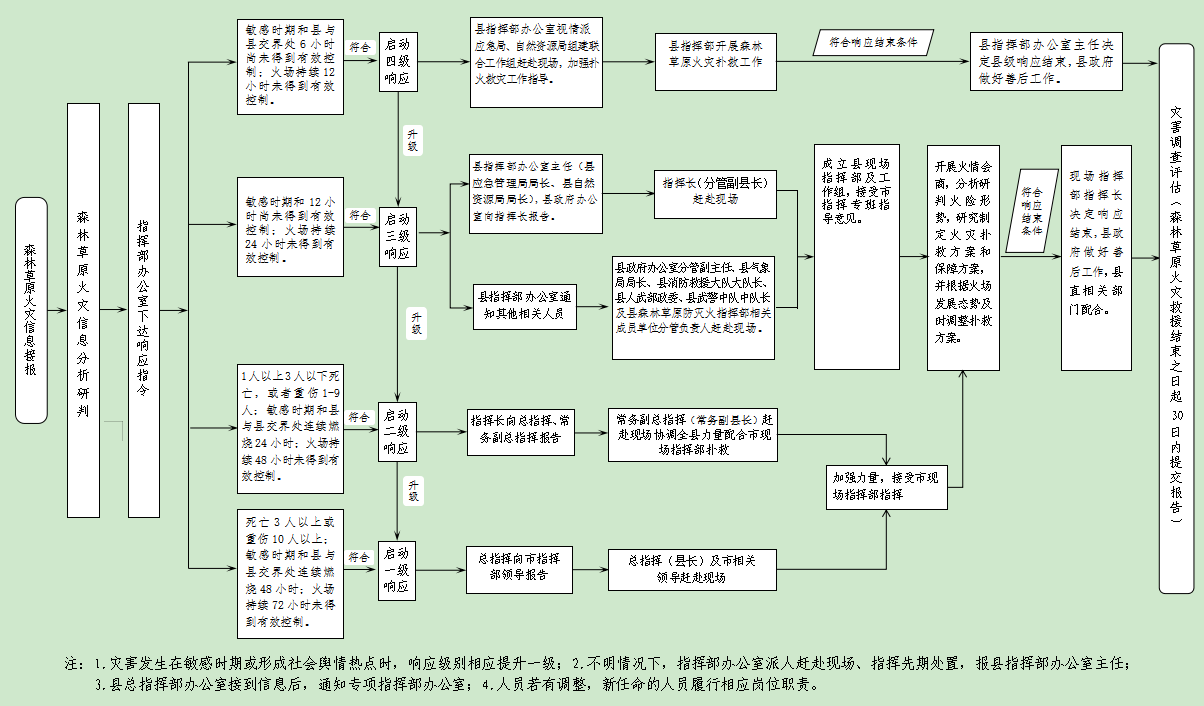 森林草原火灾信息接报
森林草原火灾信息分析研判
指挥部办公室下达响应指令
敏感时期和县与
县交界处6小时
尚未得到有效控
制；火场持续12
小时未得到有效
控制。
符合
启动
四级
响应
县指挥部办公室视情派
应急局、自然资源局组建联
合工作组赶赴现场，加强扑
火救灾工作指导。
县指挥部开展森林
草原火灾扑救工作
符合响应结束条件
县指挥部办公室主任决
定县级响应结束，县政府
做好善后工作。
升
级
敏感时期和12小
时尚未得到有效
控制；火场持续
24小时未得到有
效控制。
符合
启动
三级
响应
县指挥部办公室主任（县
应急管理局局长、县自然
资源局局长），县政府办公
室向指挥长报告。
指挥长（分管副县长）
赶赴现场
县指挥部办公室通
知其他相关人员
县政府办公室分管副主任、县气象
局局长、县消防救援大队大队长、
县人武部政委、县武警中队中队长
及县森林草原防灭火指挥部相关
成员单位分管负责人赶赴现场。
成立县现场
指挥部及工
作组，接受市
指挥专班指
导意见。
开展火情会
商，分析研
判火险形
势，研究制
定火灾扑
救方案和
保障方案，
并根据火场
发展态势及
时调整扑救
方案。
符合
响应
结束
条件
现场指挥
部指挥长
决定响应
结束，县政
府做好善
后工作，县
直相关部
门配合。
升
级
1人以上3人以下死
亡，或者重伤1-9
人；敏感时期和县
与县交界处连续燃
烧24小时；火场持
续48小时未得到有
效控制。
符合
启动
二级
响应
指挥长向总指挥、常
务副总指挥报告
常务副总指挥（常务副县长）赶
赴现场协调全县力量配合市现
场指挥部扑救
加强力量，接受市现
场指挥部指挥
升
级
死亡3人以上或
重伤10人以上；
敏感时期和县与
县交界处连续燃
烧48小时；火场
持续72小时未得
到有效控制。
符合
启动
一级
响应
总指挥向市指挥
部领导报告
总指挥（县长）及市相关
领导赶赴现场
灾害调查评估（森林草原火灾救援结束之日起30日内提交报告）
注：1.灾害发生在敏感时期或形成社会舆情热点时，响应级别相应提升一级；2.不明情况下，指挥部办公室派人赶赴现场、指挥先期处置，报县指挥部办公室主任；
3.县总指挥部办公室接到信息后，通知专项指挥部办公室；4.人员若有调整，新任命的人员履行相应岗位职责。